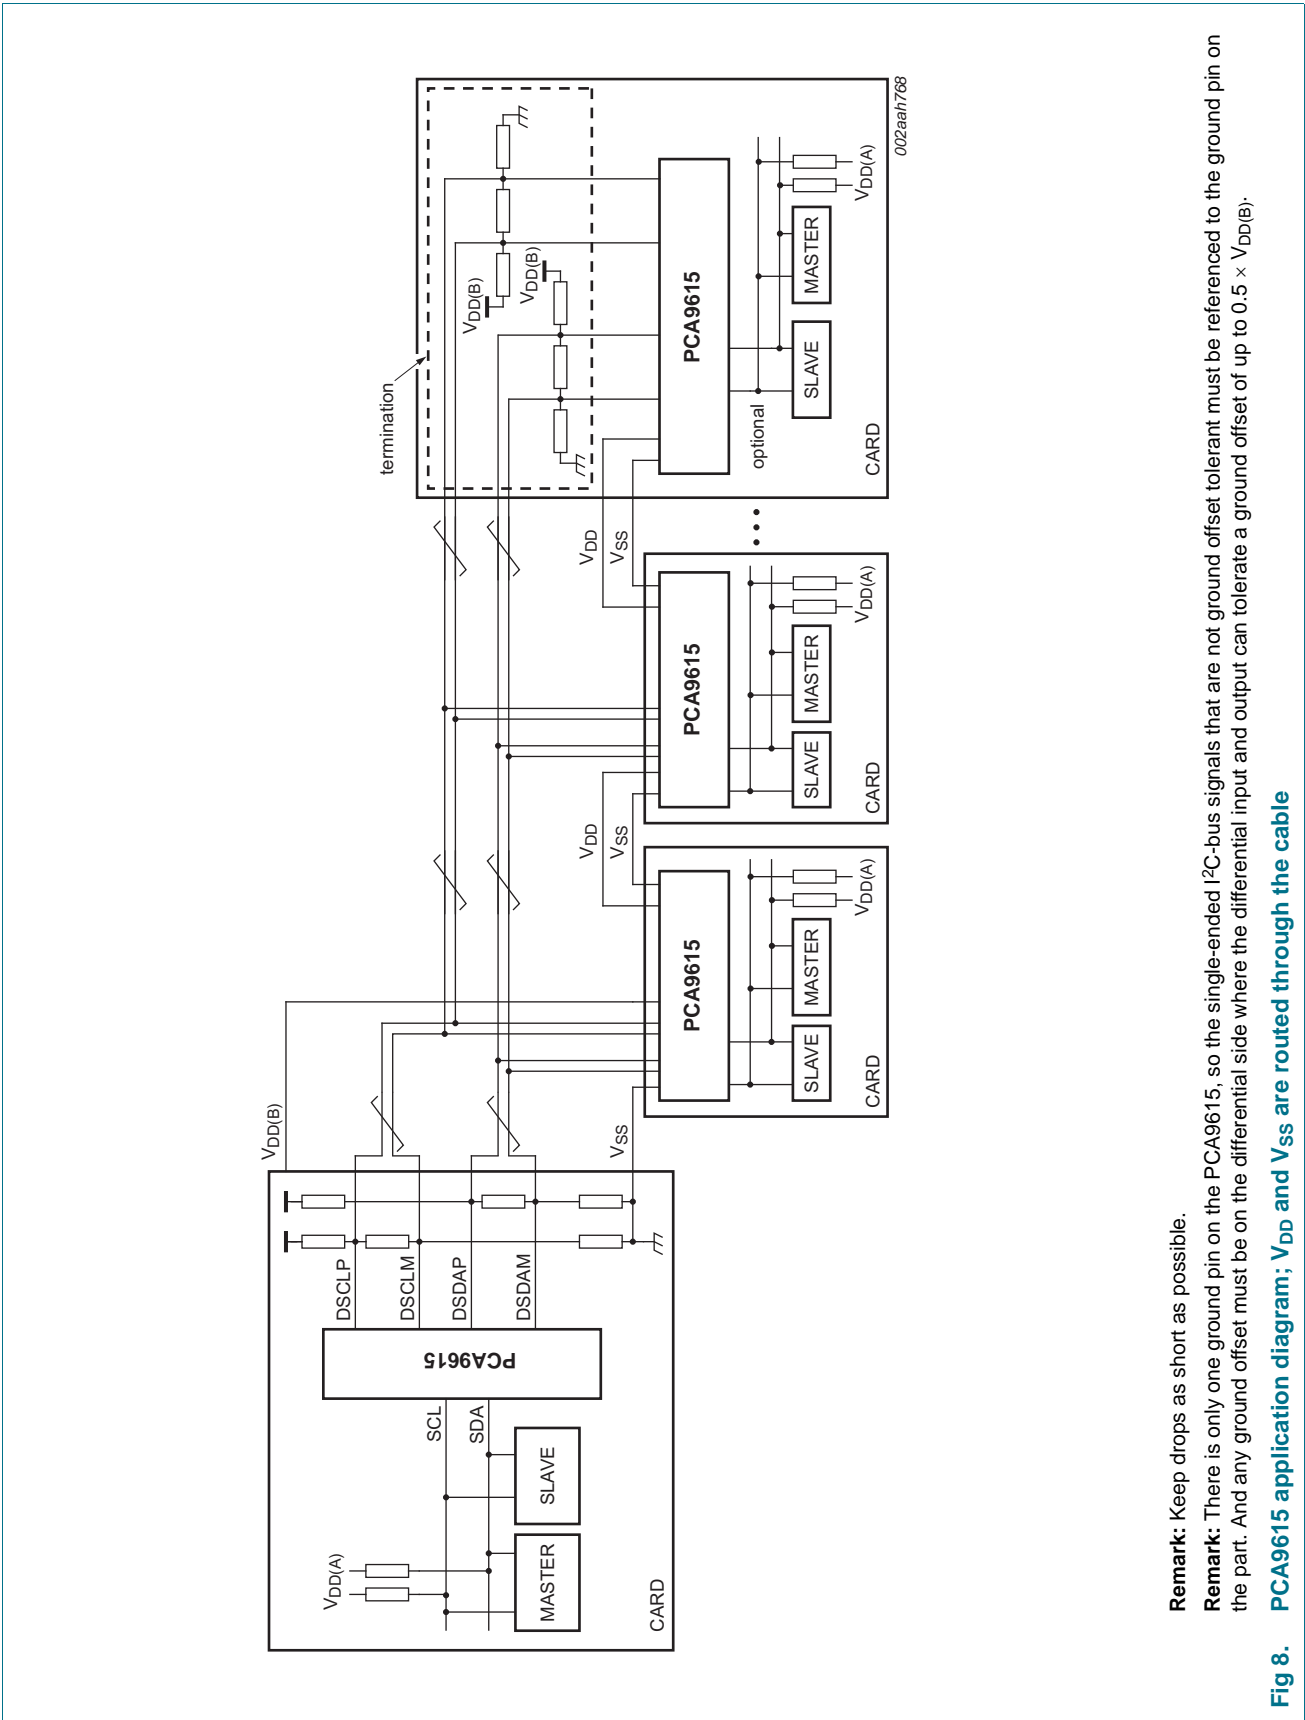 VDD(B)
VDD(A)
SCL
SDA
MASTER
SLAVE
CARD
PCA9615
DSCLP
DSCLM
DSDAP
DSDAM
VSS
PCA9615
SLAVE
MASTER
VDD(A)
CARD
VDD
VSS
PCA9615
SLAVE
MASTER
VDD(A)
CARD
VDD
VSS
termination
VDD(B)
VDD(B)
PCA9615
optional
SLAVE
MASTER
VDD(A)
CARD
002aah768
Remark: Keep drops as short as possible.
Remark: There is only one ground pin on the PCA9615, so the single-ended I2C-bus signals that are not ground offset tolerant must be referenced to the ground pin on
the part. And any ground offset must be on the differential side where the differential input and output can tolerate a ground offset of up to 0.5 × VDD(B).
Fig 8. PCA9615 application diagram; VDD and VSS are routed through the cable